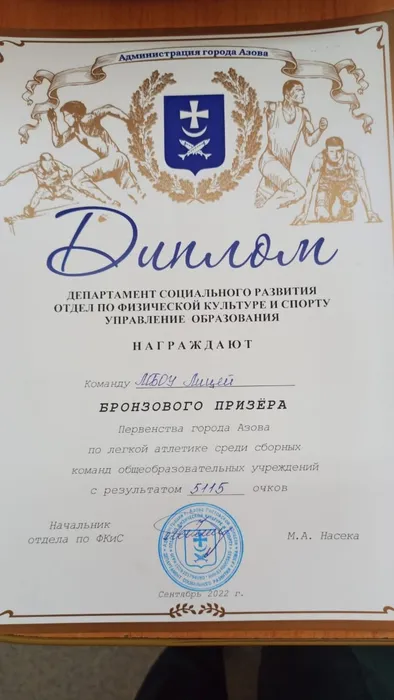 Администрация города Азова
Диплом
ДЕПАРТАМЕНТ СОЦИАЛЬНОГО РАЗВИТИЯ
ОТДЕЛ ПО ФИЗИЧЕСКОЙ КУЛЬТУРЕ И СПОРТУ
УПРАВЛЕНИЕ ОБРАЗОВАНИЯ
НАГРАЖДАЮТ
Команду МБОУ Лицей
БРОНЗОВОГО ПРИЗЁРА
Первенства города Азова
по легкой атлетике среди сборных
команд общеобразовательных учреждений
с результатом 5115 очков
Начальник
отдела по ФКиС
М.А. Насека
Сентябрь 2022 г.